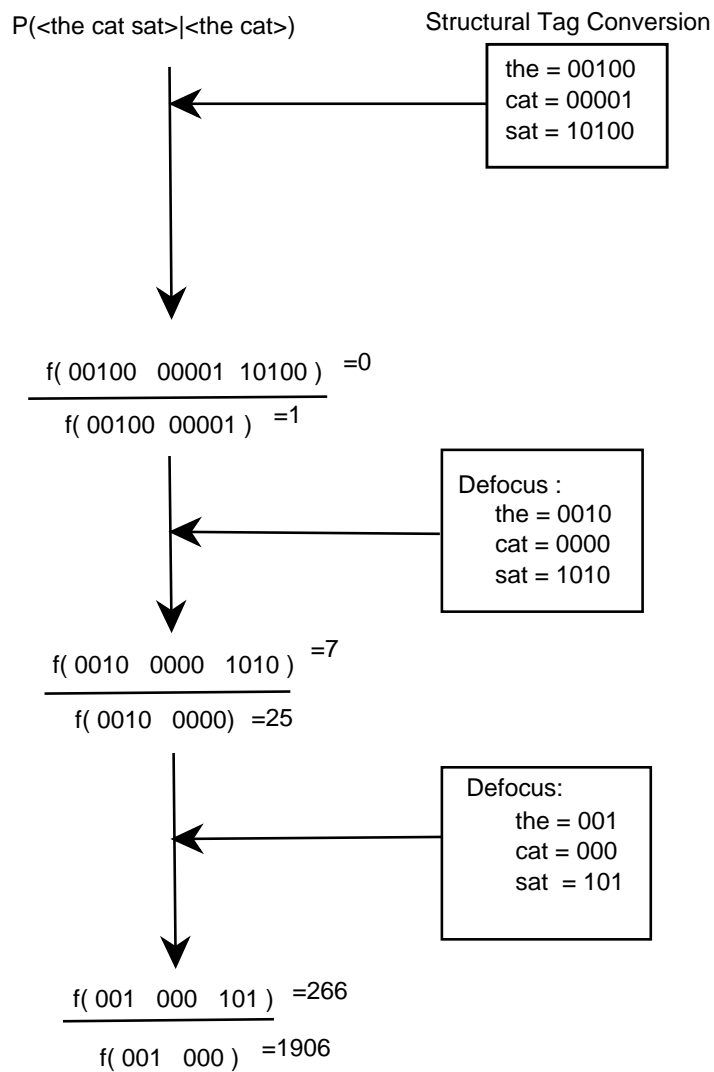 P(<the cat sat>|<the cat>)
Structural Tag Conversion
the = 00100
cat = 00001
sat = 10100
f( 00100 00001 10100 ) =0
f( 00100 00001 ) =1
Defocus :
the = 0010
cat = 0000
sat = 1010
f( 0010 0000 1010 ) =7
f( 0010 0000) =25
Defocus:
the = 001
cat = 000
sat = 101
f( 001 000 101 ) =266
f( 001 000 ) =1906